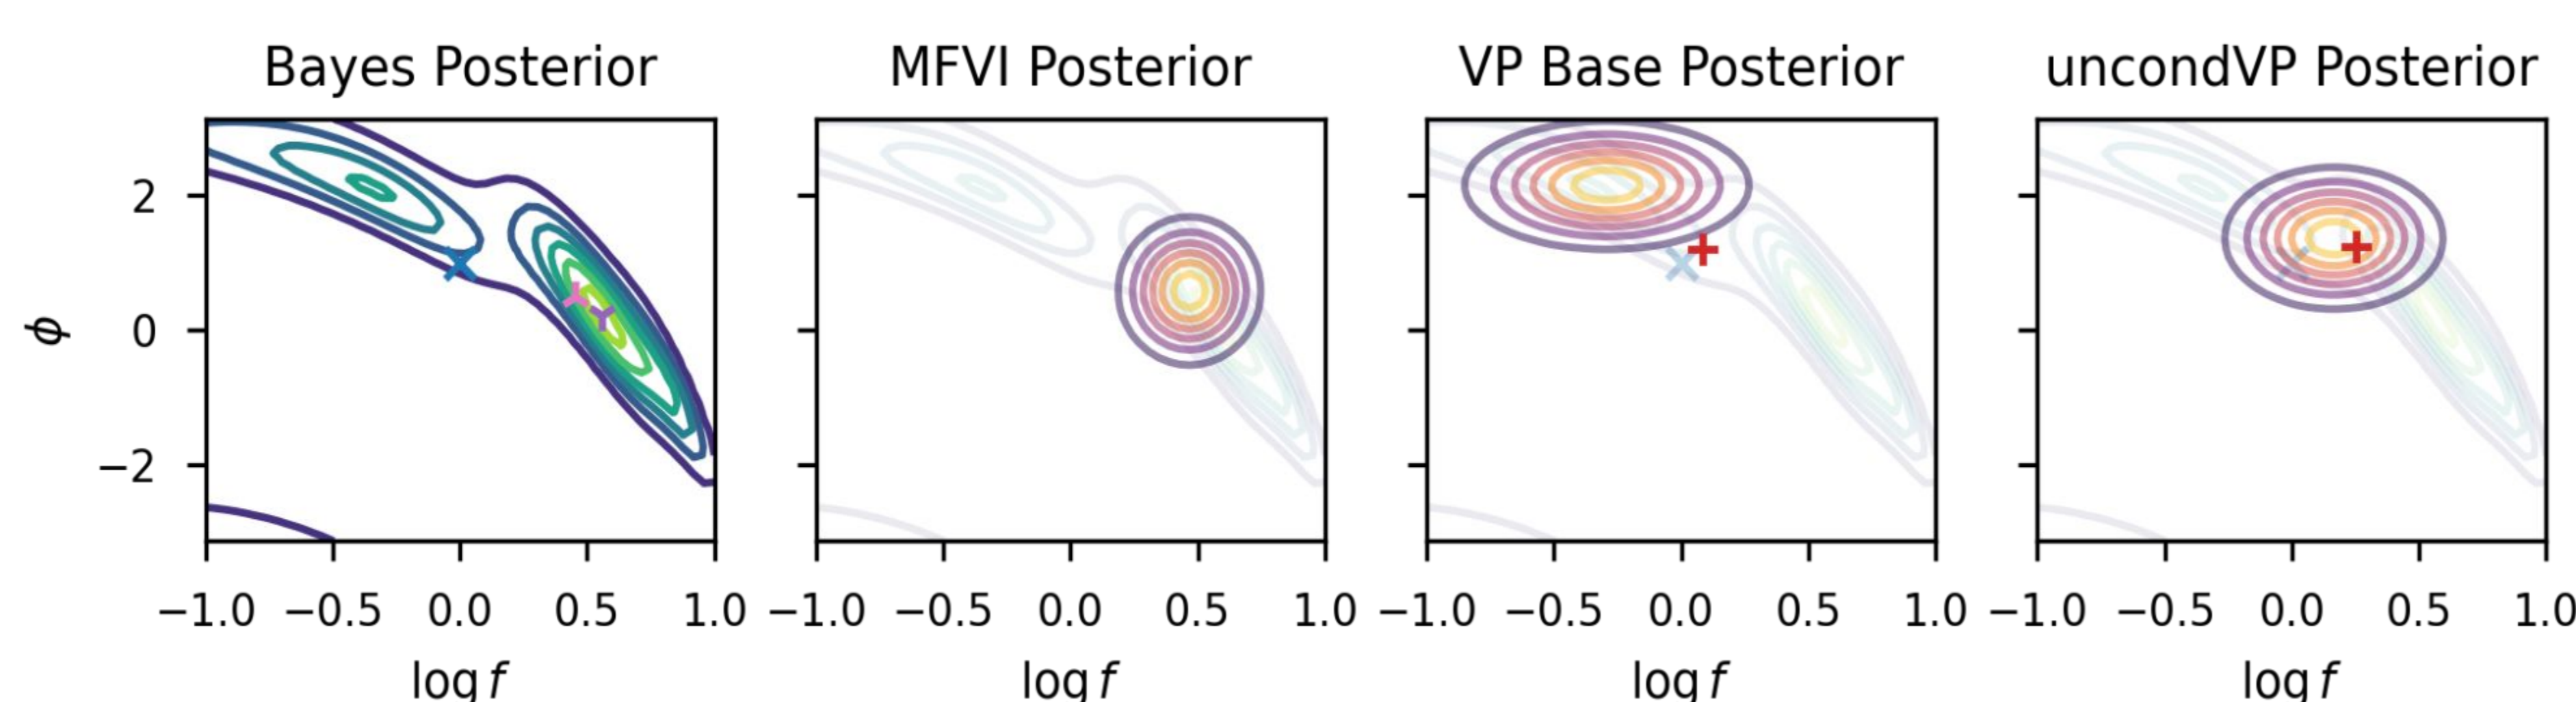 Bayes Posterior MFVI Posterior VP Base Posterior uncondVP Posterior
ϕ
2
0
−2
−1.0 −0.5 0.0 0.5 1.0 −1.0 −0.5 0.0 0.5 1.0 −1.0 −0.5 0.0 0.5 1.0 −1.0 −0.5 0.0 0.5 1.0
log f log f log f log f